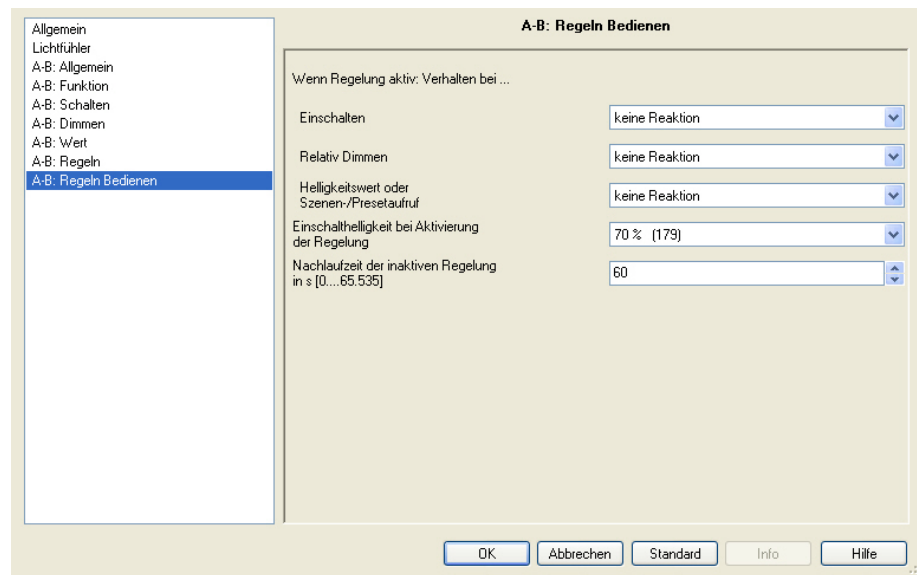 Allgemein
Lichtfühler
A-B: Allgemein
A-B: Funktion
A-B: Schalten
A-B: Dimmen
A-B: Wert
A-B: Regeln
A-B: Regeln Bedienen
A-B: Regeln Bedienen
Wenn Regelung aktiv: Verhalten bei ...
Einschalten
keine Reaktion
Relativ Dimmen
keine Reaktion
Helligkeitswert oder
Szenen-/Presetaufruf
keine Reaktion
Einschalthelligkeit bei Aktivierung
der Regelung
70 % (179)
Nachlaufzeit der inaktiven Regelung
in s [0....65.535]
60
OK
Abbrechen
Standard
Info
Hilfe